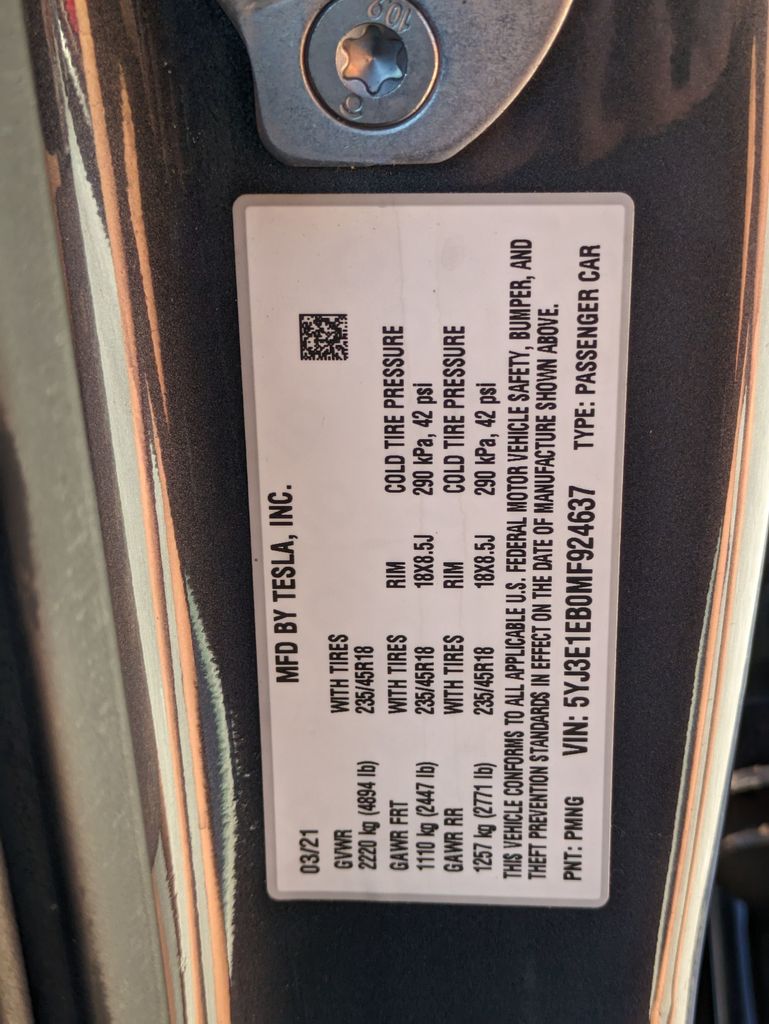 109
MFD BY TESLA, INC.
03/21
GVWR WITH TIRES
2220 kg (4894 lb) 235/45R18
GAWR FRT WITH TIRES RIM COLD TIRE PRESSURE
1110 kg (2447 lb) 235/45R18 18X8.5J 290 kPa, 42 psi
GAWR RR WITH TIRES RIM COLD TIRE PRESSURE
1257 kg (2771 lb) 235/45R18 18X8.5J 290 kPa, 42 psi
THIS VEHICLE CONFORMS TO ALL APPLICABLE U.S. FEDERAL MOTOR VEHICLE SAFETY, BUMPER, AND
THEFT PREVENTION STANDARDS IN EFFECT ON THE DATE OF MANUFACTURE SHOWN ABOVE.
PNT: PMNG VIN: 5YJ3E1EB0MF924637 TYPE: PASSENGER CAR